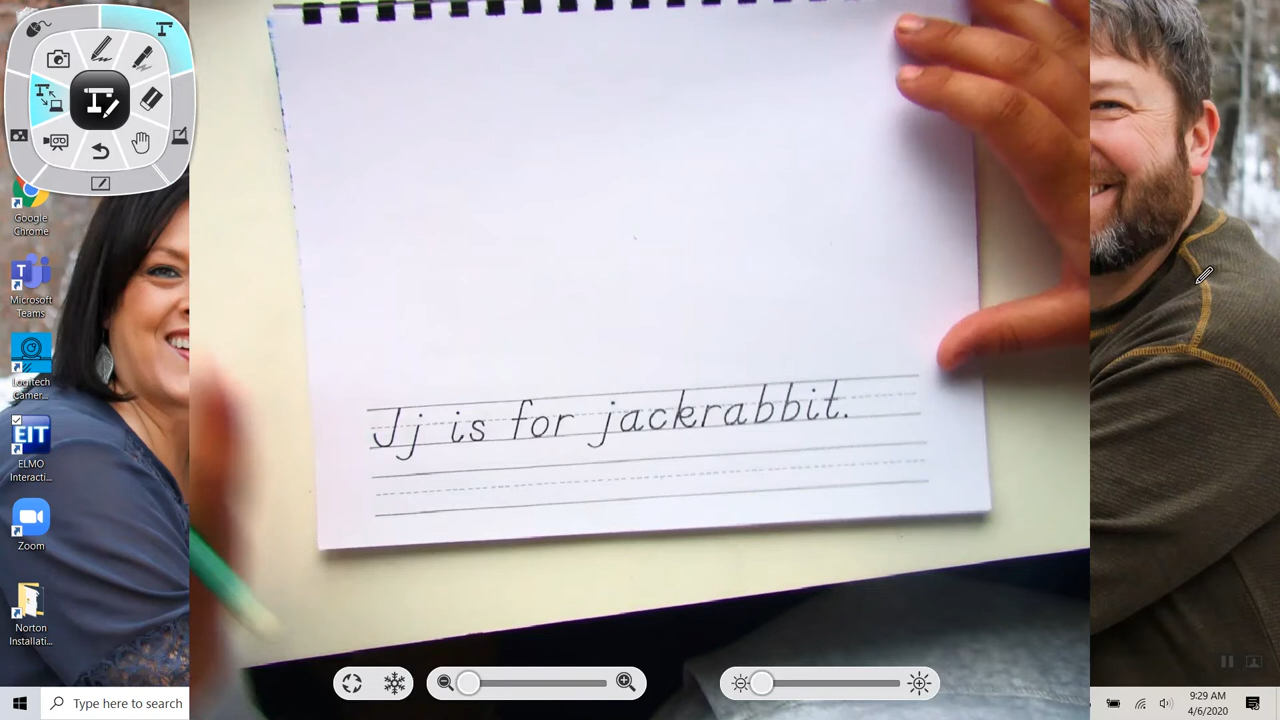 Google
Chrome
Microsoft
Teams
Logitech
Camer...
EIT
ELMO
Interacti...
Zoom
Norton
Installati...
Jj is for jackrabbit.
Type here to search
9:29 AM
4/6/2020